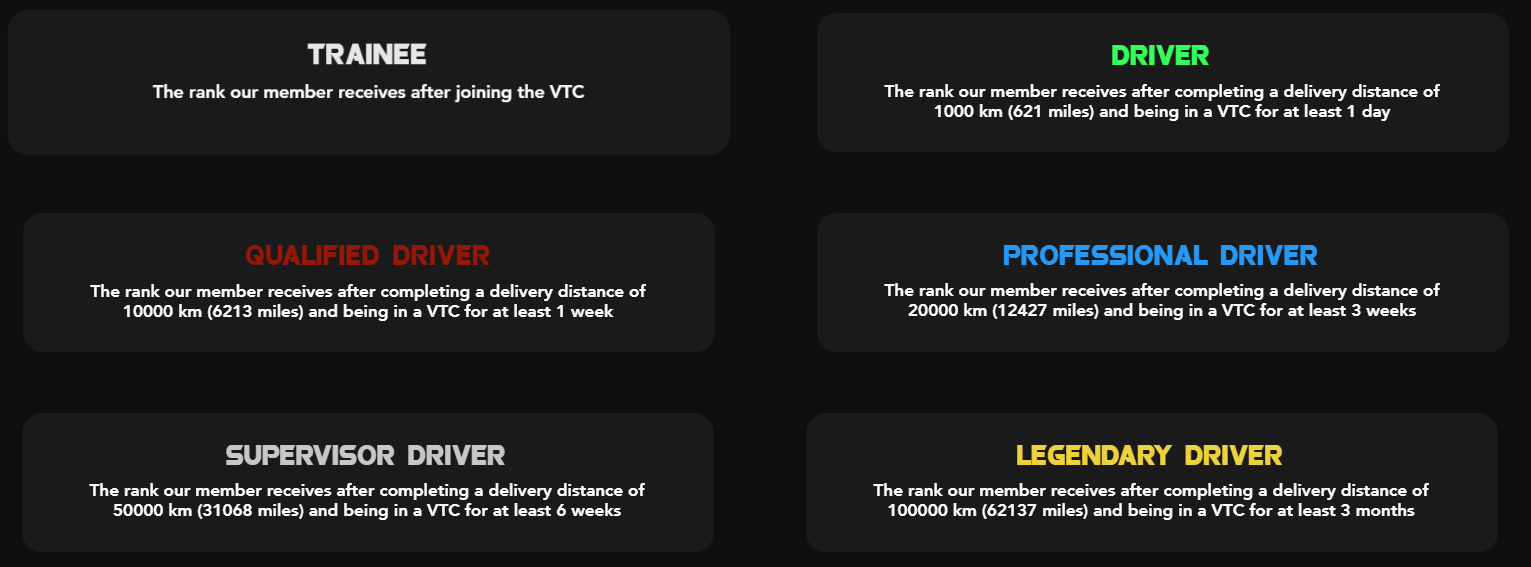 TRAINEE
The rank our member receives after joining the VTC
DRIVER
The rank our member receives after completing a delivery distance of
1000 km (621 miles) and being in a VTC for at least 1 day
QUALIFIED DRIVER
The rank our member receives after completing a delivery distance of
10000 km (6213 miles) and being in a VTC for at least 1 week
PROFESSIONAL DRIVER
The rank our member receives after completing a delivery distance of
20000 km (12427 miles) and being in a VTC for at least 3 weeks
SUPERVISOR DRIVER
The rank our member receives after completing a delivery distance of
50000 km (31068 miles) and being in a VTC for at least 6 weeks
LEGENDARY DRIVER
The rank our member receives after completing a delivery distance of
100000 km (62137 miles) and being in a VTC for at least 3 months